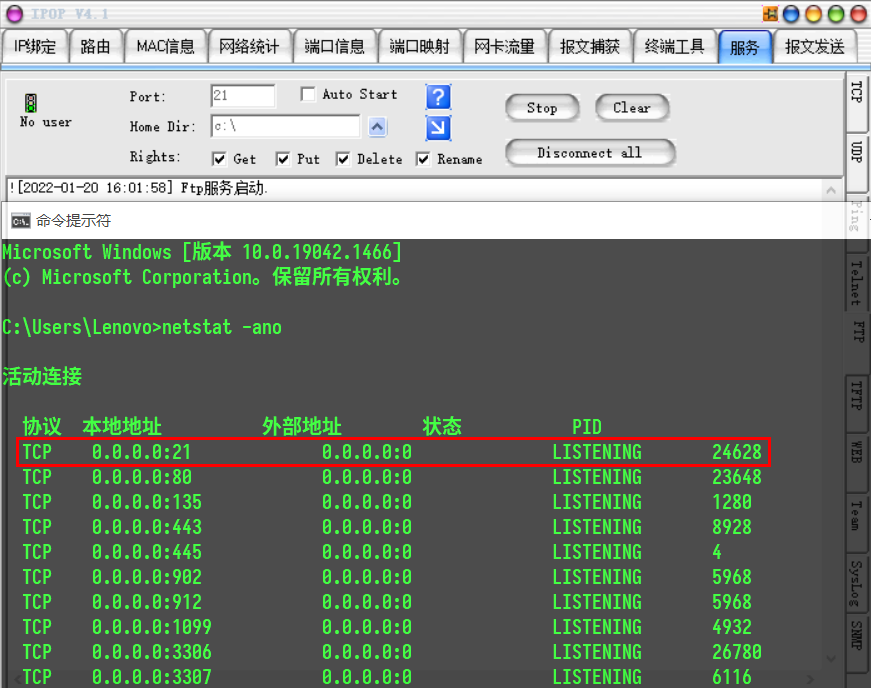 IPOP V4.1
IP绑定 路由 MAC信息 网络统计 端口信息 端口映射 网卡流量 报文捕获 终端工具 服务 报文发送
Port: 21 Auto Start
No user
Home Dir: c:\
Rights: Get Put Delete Rename
Stop Clear
Disconnect all
TCP
UDP
Ping
Telnet
FTP
TFTP
WEB
Team
SysLog
SNMP
![2022-01-20 16:01:58] Ftp服务启动.
命令提示符
Microsoft Windows [版本 10.0.19042.1466]
(c) Microsoft Corporation。保留所有权利。
C:\Users\Lenovo>netstat -ano
活动连接
协议 本地地址 外部地址 状态 PID
TCP 0.0.0.0:21 0.0.0.0:0 LISTENING 24628
TCP 0.0.0.0:80 0.0.0.0:0 LISTENING 23648
TCP 0.0.0.0:135 0.0.0.0:0 LISTENING 1280
TCP 0.0.0.0:443 0.0.0.0:0 LISTENING 8928
TCP 0.0.0.0:445 0.0.0.0:0 LISTENING 4
TCP 0.0.0.0:902 0.0.0.0:0 LISTENING 5968
TCP 0.0.0.0:912 0.0.0.0:0 LISTENING 5968
TCP 0.0.0.0:1099 0.0.0.0:0 LISTENING 4932
TCP 0.0.0.0:3306 0.0.0.0:0 LISTENING 26780
TCP 0.0.0.0:3307 0.0.0.0:0 LISTENING 6116